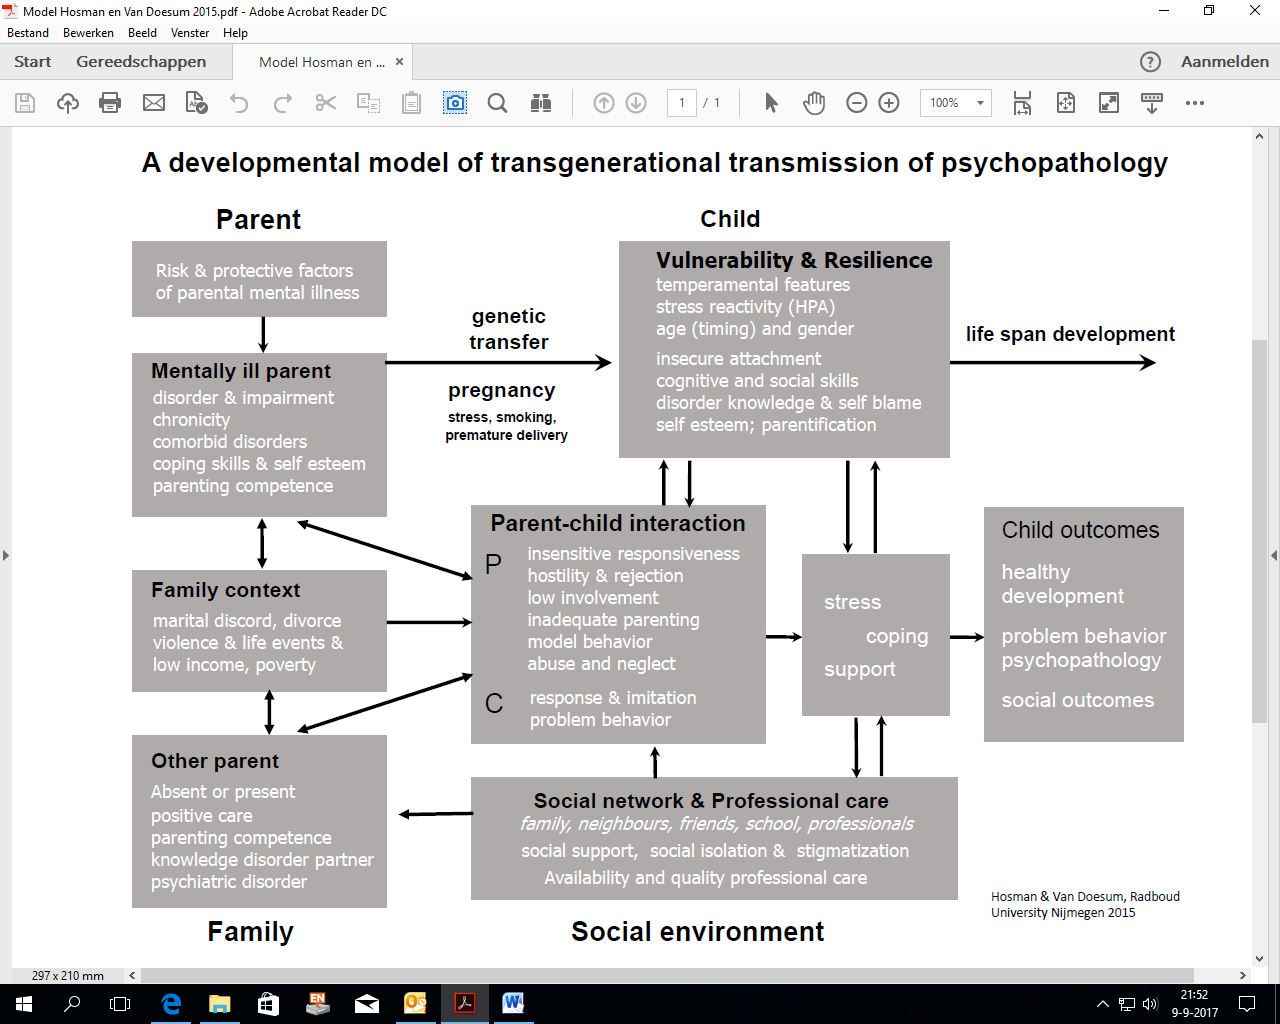 Model Hosman en Van Doesum 2015.pdf - Adobe Acrobat Reader DC
Bestand Bewerken Beeld Venster Help
Start Gereedschappen Model Hosman en ... × ? Aanmelden
1 / 1 100%
A developmental model of transgenerational transmission of psychopathology
Parent
Risk & protective factors
of parental mental illness
Mentally ill parent
disorder & impairment
chronicity
comorbid disorders
coping skills & self esteem
parenting competence
genetic
transfer
pregnancy
stress, smoking,
premature delivery
Child
Vulnerability & Resilience
temperamental features
stress reactivity (HPA)
age (timing) and gender
insecure attachment
cognitive and social skills
disorder knowledge & self blame
self esteem; parentification
life span development
Family context
marital discord, divorce
violence & life events &
low income, poverty
Parent-child interaction
P
insensitive responsiveness
hostility & rejection
low involvement
inadequate parenting
model behavior
abuse and neglect
C
response & imitation
problem behavior
stress
coping
support
Child outcomes
healthy
development
problem behavior
psychopathology
social outcomes
Other parent
Absent or present
positive care
parenting competence
knowledge disorder partner
psychiatric disorder
Social network & Professional care
family, neighbours, friends, school, professionals
social support, social isolation & stigmatization
Availability and quality professional care
Hosman & Van Doesum, Radboud
University Nijmegen 2015
Family
Social environment
297 x 210 mm
EN
21:52
9-9-2017